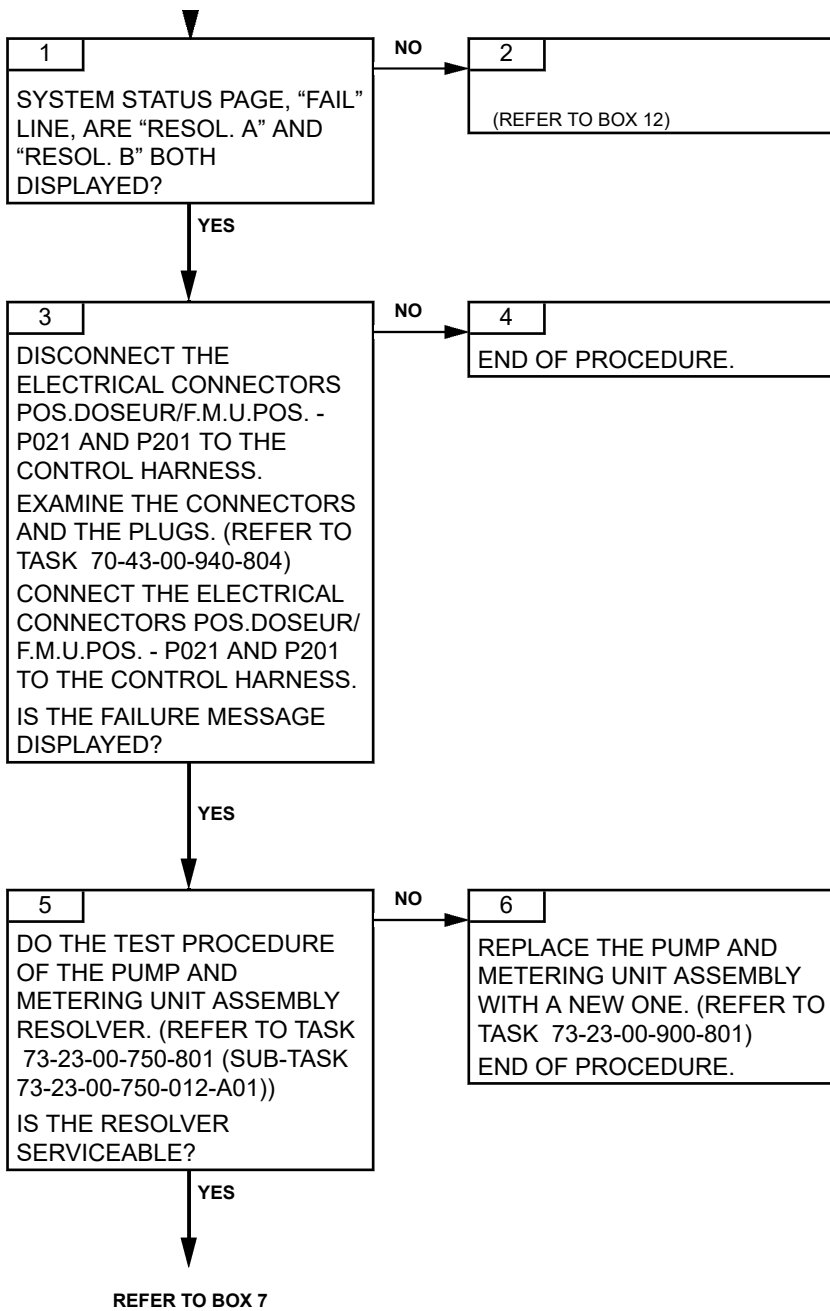 1
SYSTEM STATUS PAGE, “FAIL”
LINE, ARE “RESOL. A” AND
“RESOL. B” BOTH
DISPLAYED?
NO
2
(REFER TO BOX 12)
YES
3
DISCONNECT THE
ELECTRICAL CONNECTORS
POS.DOSEUR/F.M.U.POS. -
P021 AND P201 TO THE
CONTROL HARNESS.
EXAMINE THE CONNECTORS
AND THE PLUGS. (REFER TO
TASK 70-43-00-940-804)
CONNECT THE ELECTRICAL
CONNECTORS POS.DOSEUR/
F.M.U.POS. - P021 AND P201
TO THE CONTROL HARNESS.
IS THE FAILURE MESSAGE
DISPLAYED?
NO
4
END OF PROCEDURE.
YES
5
DO THE TEST PROCEDURE
OF THE PUMP AND
METERING UNIT ASSEMBLY
RESOLVER. (REFER TO TASK
73-23-00-750-801 (SUB-TASK
73-23-00-750-012-A01))
IS THE RESOLVER
SERVICEABLE?
NO
6
REPLACE THE PUMP AND
METERING UNIT ASSEMBLY
WITH A NEW ONE. (REFER TO
TASK 73-23-00-900-801)
END OF PROCEDURE.
YES
REFER TO BOX 7